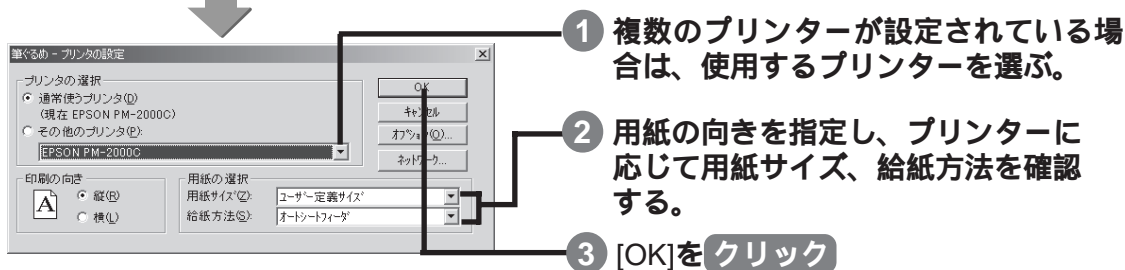 1 複数のプリンターが設定されている場
合は、使用するプリンターを選ぶ。
筆ぐるめ - プリンタの設定
プリンタの選択
通常使うプリンタ(D)
(現在 EPSON PM-2000C)
その他のプリンタ(P):
EPSON PM-2000C
OK
キャンセル
オプション(O)...
ネットワーク...
印刷の向き
A
縦(R)
横(L)
用紙の選択
用紙サイズ(Z): ユーザー定義サイズ
給紙方法(S): オートシートフィーダ
2 用紙の向きを指定し、プリンターに
応じて用紙サイズ、給紙方法を確認
する。
3 [OK]をクリック